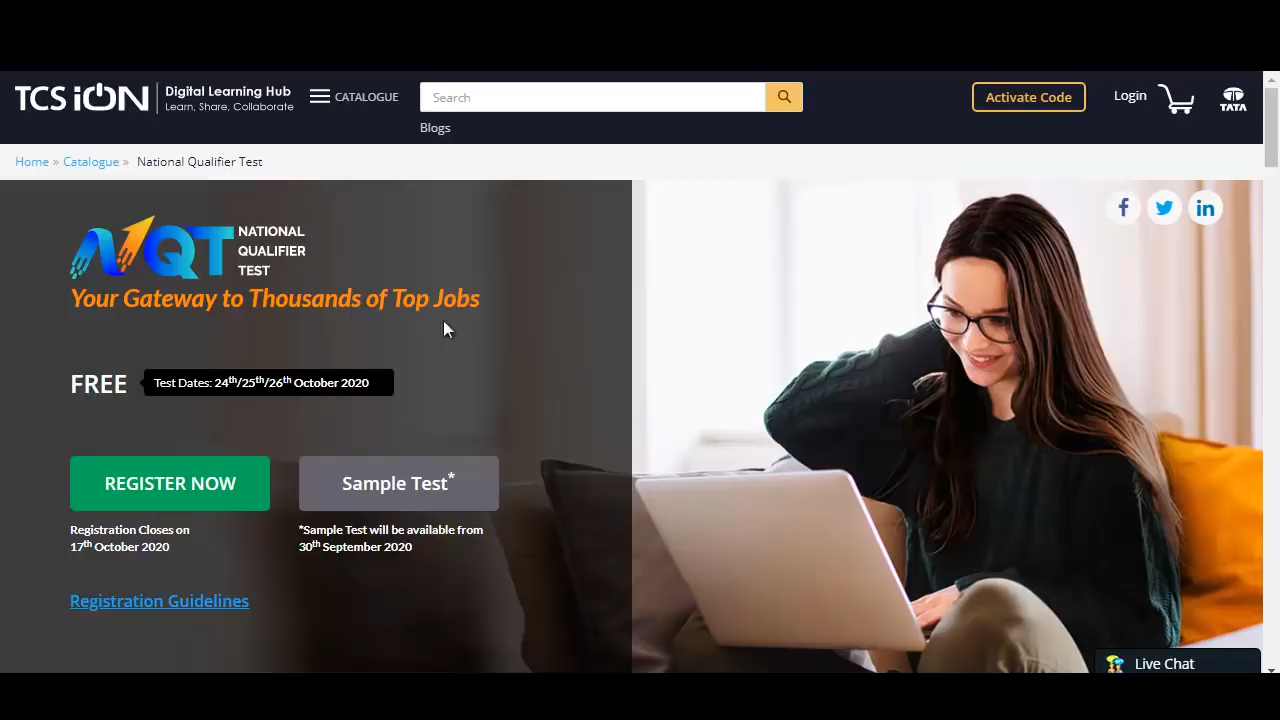 TCS iON
Digital Learning Hub
Learn, Share, Collaborate
CATALOGUE
Search
Blogs
Activate Code
Login
TATA
Home » Catalogue » National Qualifier Test
NQT NATIONAL
QUALIFIER
TEST
Your Gateway to Thousands of Top Jobs
FREE
Test Dates: 24th/25th/26th October 2020
REGISTER NOW
Sample Test*
Registration Closes on
17th October 2020
*Sample Test will be available from
30th September 2020
Registration Guidelines
Live Chat